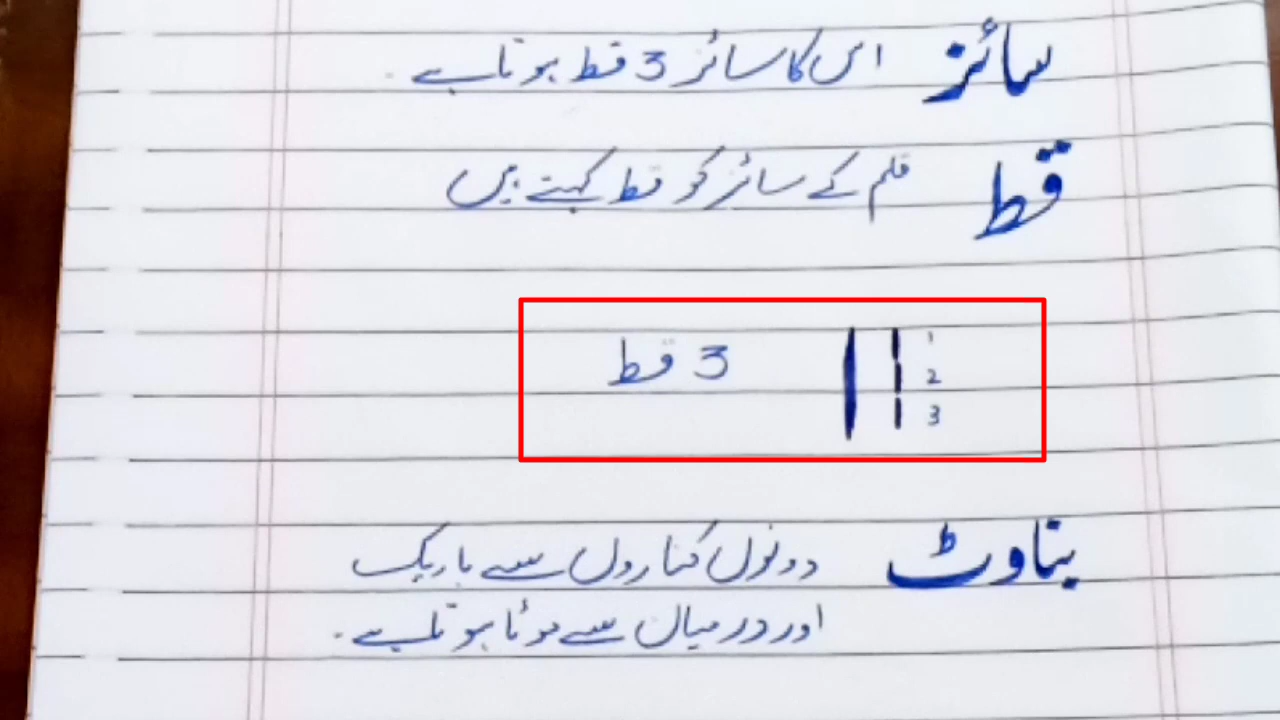 سائز اس کا سائز 3 قط ہوتا ہے۔
قط قلم کے سائز کو قط کہتے ہیں
1
2 3 قط
3
بناوٹ دونوں کناروں سے باریک
اور درمیان سے موٹا ہوتا ہے۔